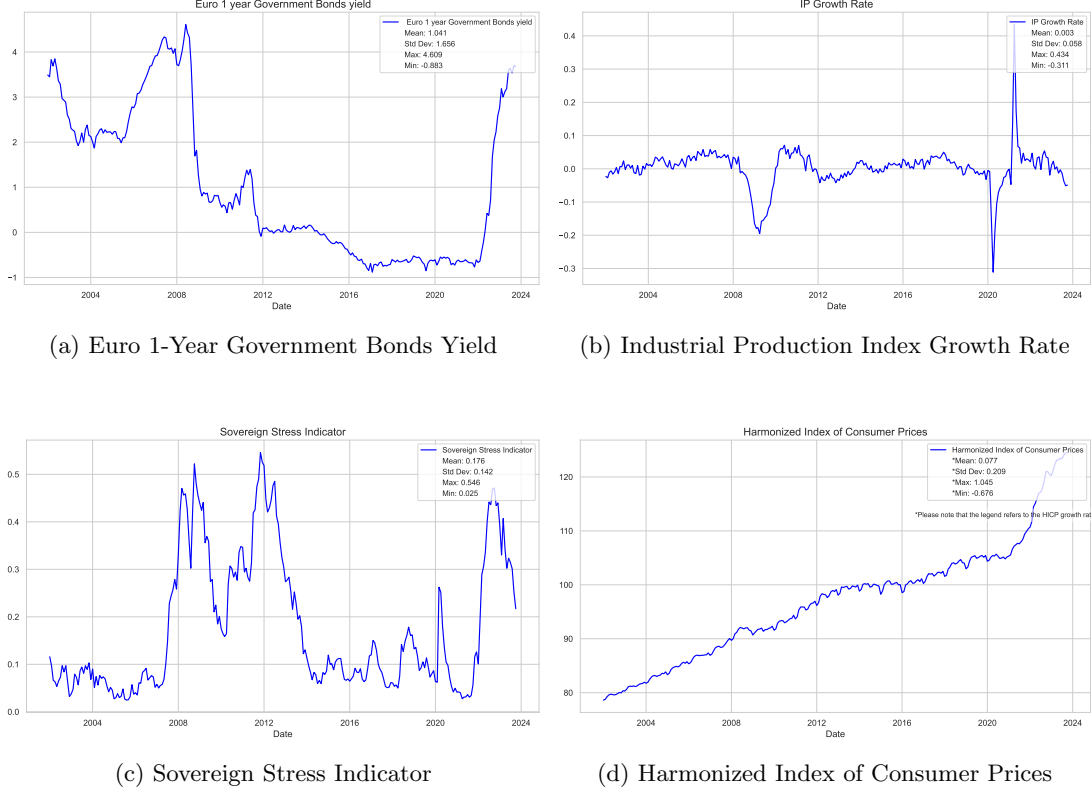 Euro 1 year Government Bonds yield
Euro 1 year Government Bonds yield
Mean: 1.041
Std Dev: 1.656
Max: 4.609
Min: -0.883
4
3
2
1
0
−1
2004
2008
2012
2016
2020
2024
Date
(a) Euro 1-Year Government Bonds Yield
IP Growth Rate
IP Growth Rate
Mean: 0.003
Std Dev: 0.058
Max: 0.434
Min: -0.311
0.4
0.3
0.2
0.1
0.0
−0.1
−0.2
−0.3
2004
2008
2012
2016
2020
2024
Date
(b) Industrial Production Index Growth Rate
Sovereign Stress Indicator
Sovereign Stress Indicator
Mean: 0.176
Std Dev: 0.142
Max: 0.546
Min: 0.025
0.5
0.4
0.3
0.2
0.1
0.0
2004
2008
2012
2016
2020
2024
Date
(c) Sovereign Stress Indicator
Harmonized Index of Consumer Prices
Harmonized Index of Consumer Prices
*Mean: 0.077
*Std Dev: 0.209
*Max: 1.045
*Min: -0.676
*Please note that the legend refers to the HICP growth rat
120
110
100
90
80
2004
2008
2012
2016
2020
2024
Date
(d) Harmonized Index of Consumer Prices